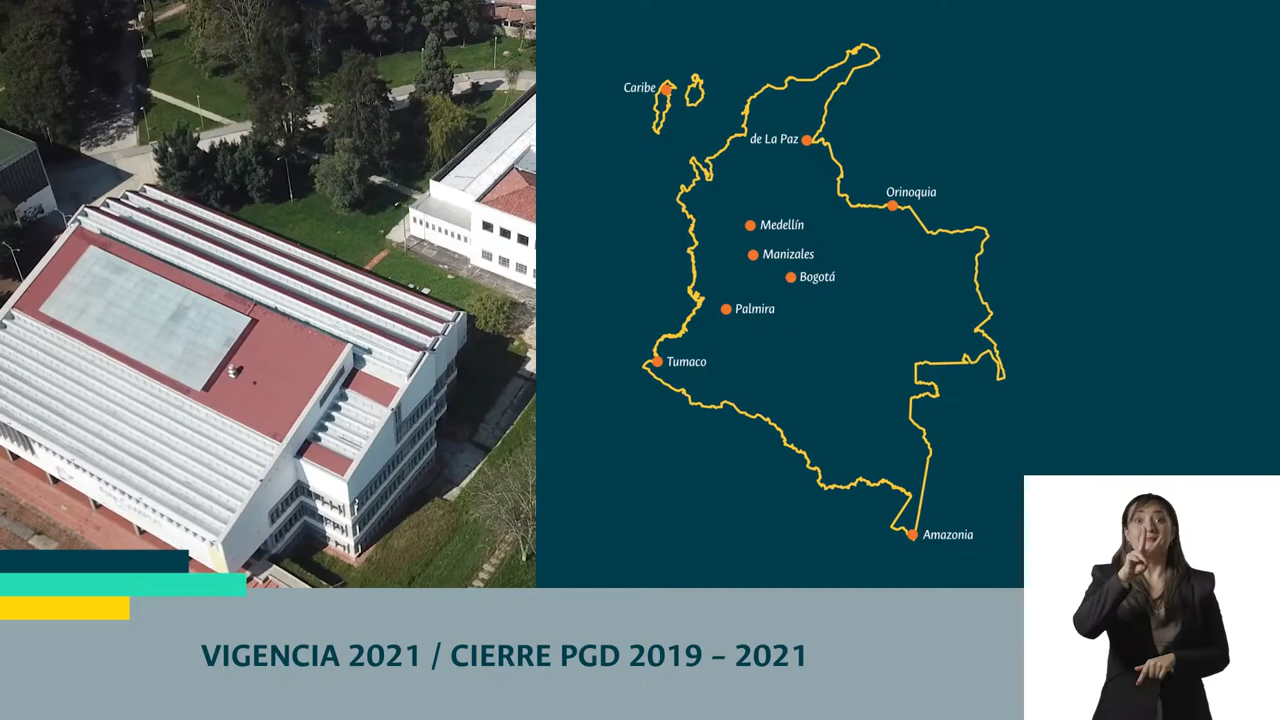 Caribe
de La Paz
Orinoquia
Medellín
Manizales
Bogotá
Palmira
Tumaco
Amazonia
VIGENCIA 2021 / CIERRE PGD 2019 – 2021